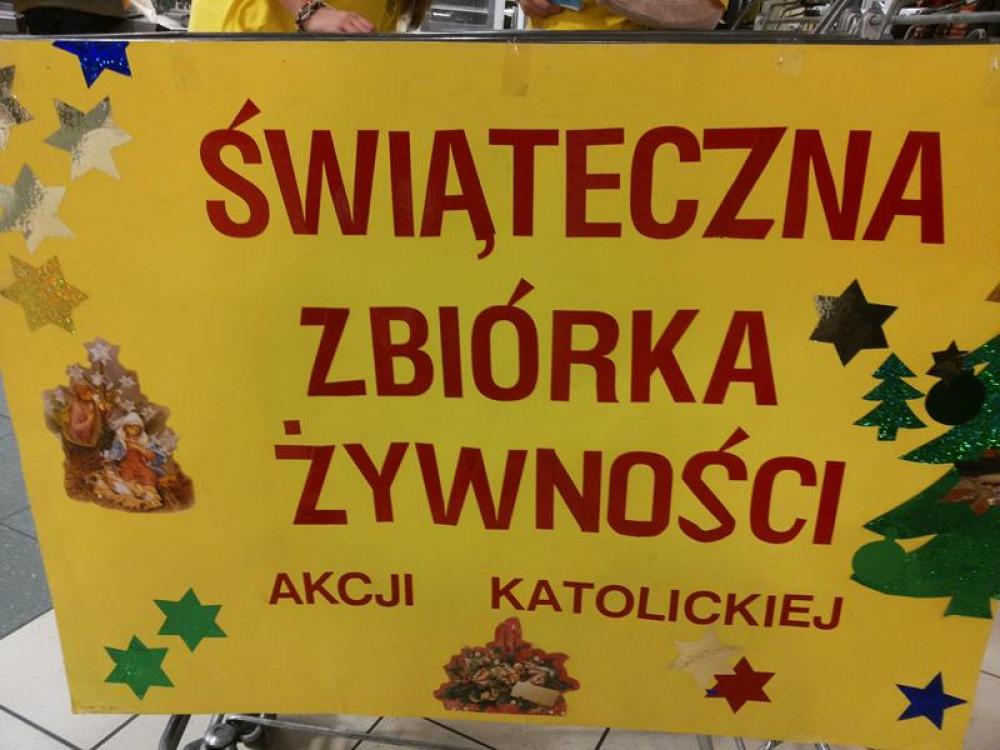 ŚWIĄTECZNA
ZBIÓRKA
ŻYWNOŚCI
AKCJI KATOLICKIEJ